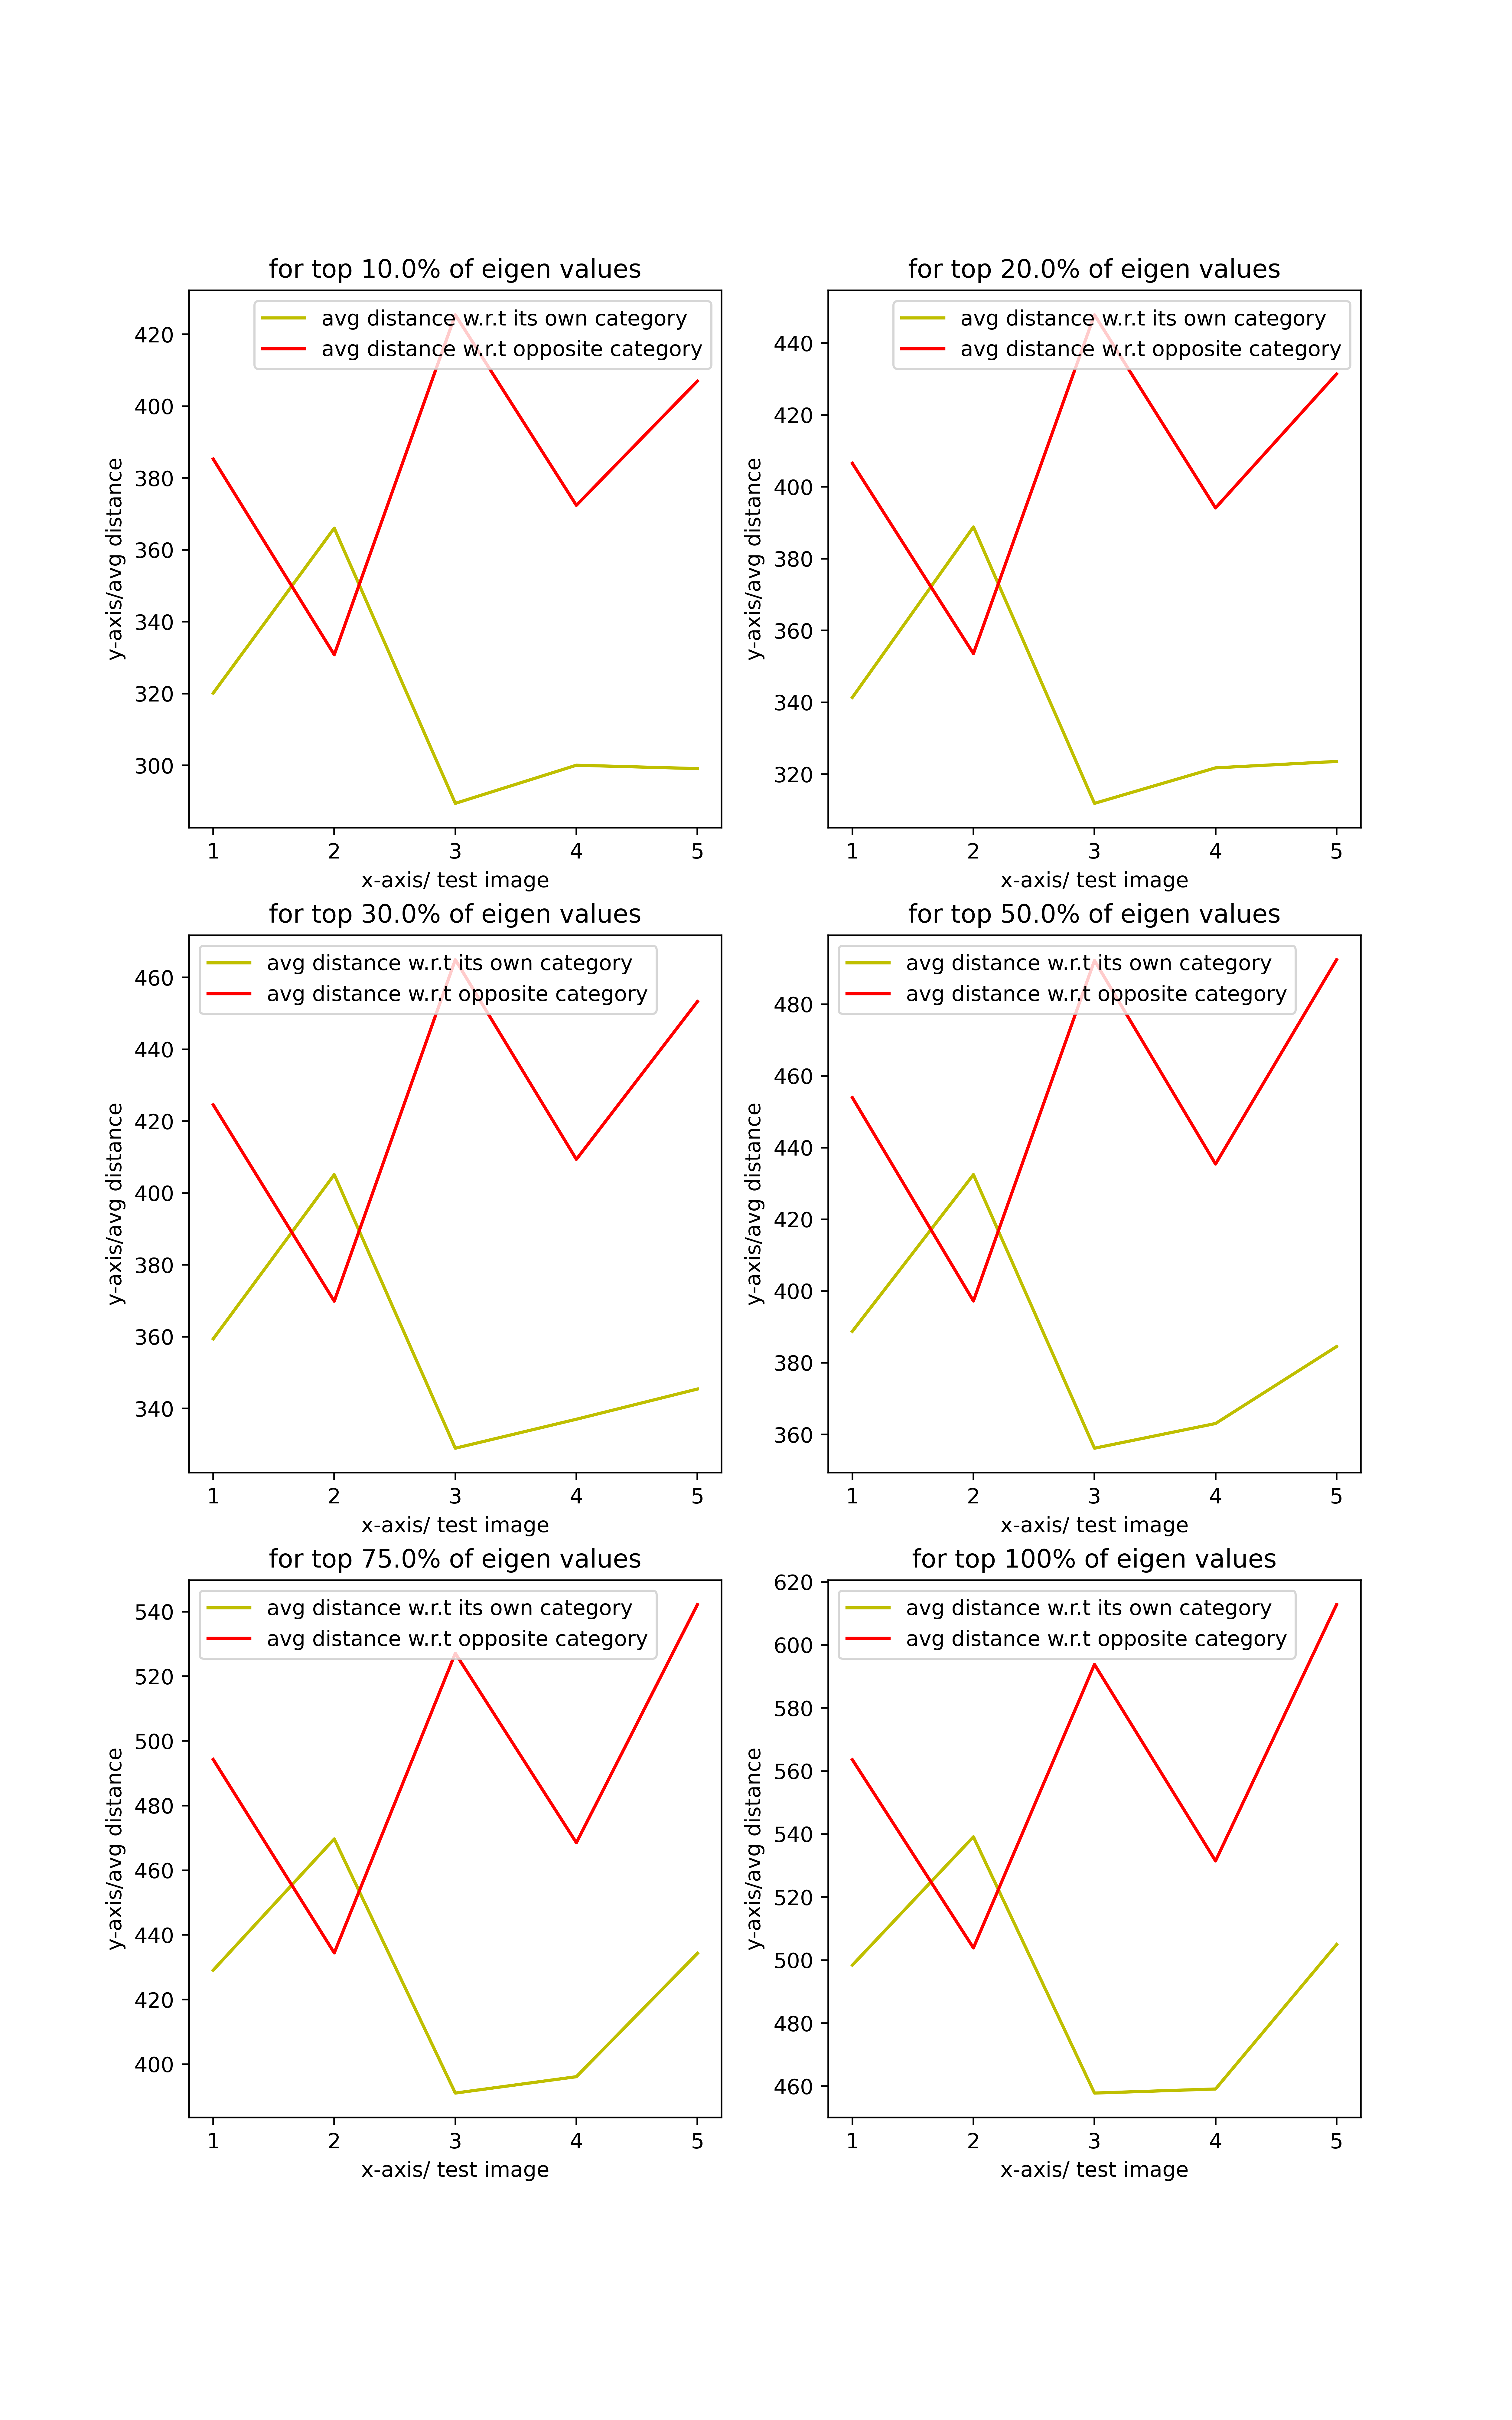 for top 10.0% of eigen values
avg distance w.r.t its own category
avg distance w.r.t opposite category
y-axis/avg distance
420
400
380
360
340
320
300
1 2 3 4 5
x-axis/ test image
for top 20.0% of eigen values
avg distance w.r.t its own category
avg distance w.r.t opposite category
y-axis/avg distance
440
420
400
380
360
340
320
1 2 3 4 5
x-axis/ test image
for top 30.0% of eigen values
avg distance w.r.t its own category
avg distance w.r.t opposite category
y-axis/avg distance
460
440
420
400
380
360
340
1 2 3 4 5
x-axis/ test image
for top 50.0% of eigen values
avg distance w.r.t its own category
avg distance w.r.t opposite category
y-axis/avg distance
480
460
440
420
400
380
360
1 2 3 4 5
x-axis/ test image
for top 75.0% of eigen values
avg distance w.r.t its own category
avg distance w.r.t opposite category
y-axis/avg distance
540
520
500
480
460
440
420
400
1 2 3 4 5
x-axis/ test image
for top 100% of eigen values
avg distance w.r.t its own category
avg distance w.r.t opposite category
y-axis/avg distance
620
600
580
560
540
520
500
480
460
1 2 3 4 5
x-axis/ test image